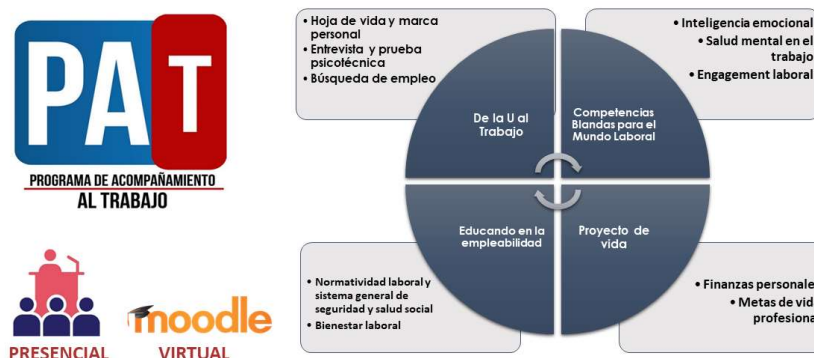 PAT
PROGRAMA DE ACOMPAÑAMIENTO
AL TRABAJO
PRESENCIAL
moodle
VIRTUAL
• Hoja de vida y marca
personal
• Entrevista y prueba
psicotécnica
• Búsqueda de empleo
• Inteligencia emocional
• Salud mental en el
trabajo
• Engagement laboral
De la U al
Trabajo
Competencias
Blandas para el
Mundo Laboral
Educando en la
empleabilidad
Proyecto de
vida
• Normatividad laboral y
sistema general de
seguridad y salud social
• Bienestar laboral
• Finanzas personale
• Metas de vid
profesiona